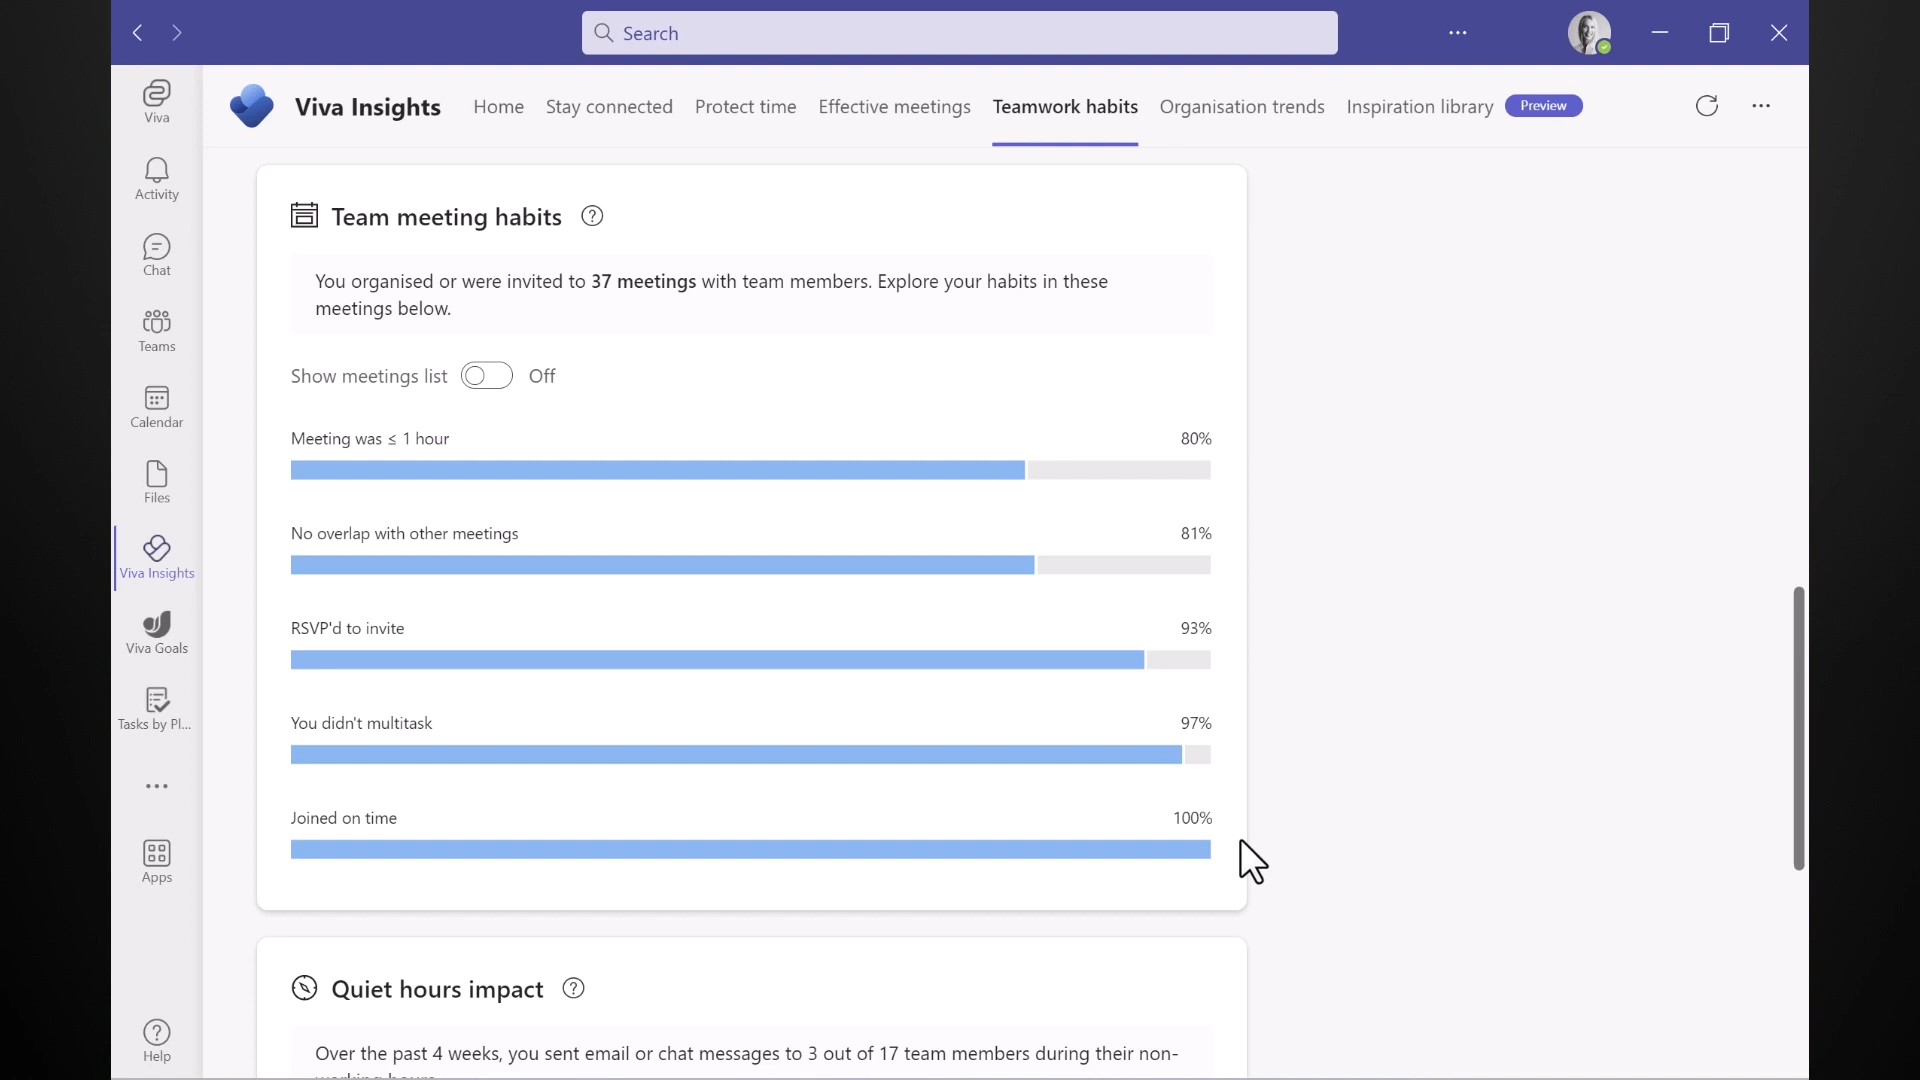 Search
Viva
Activity
Chat
Teams
Calendar
Files
Viva Insights
Viva Goals
Tasks by Pl...
Apps
Help
Viva Insights
Home
Stay connected
Protect time
Effective meetings
Teamwork habits
Organisation trends
Inspiration library
Preview
Team meeting habits
You organised or were invited to 37 meetings with team members. Explore your habits in these
meetings below.
Show meetings list Off
Meeting was ≤ 1 hour 80%
No overlap with other meetings 81%
RSVP'd to invite 93%
You didn't multitask 97%
Joined on time 100%
Quiet hours impact
Over the past 4 weeks, you sent email or chat messages to 3 out of 17 team members during their non-
working hours.